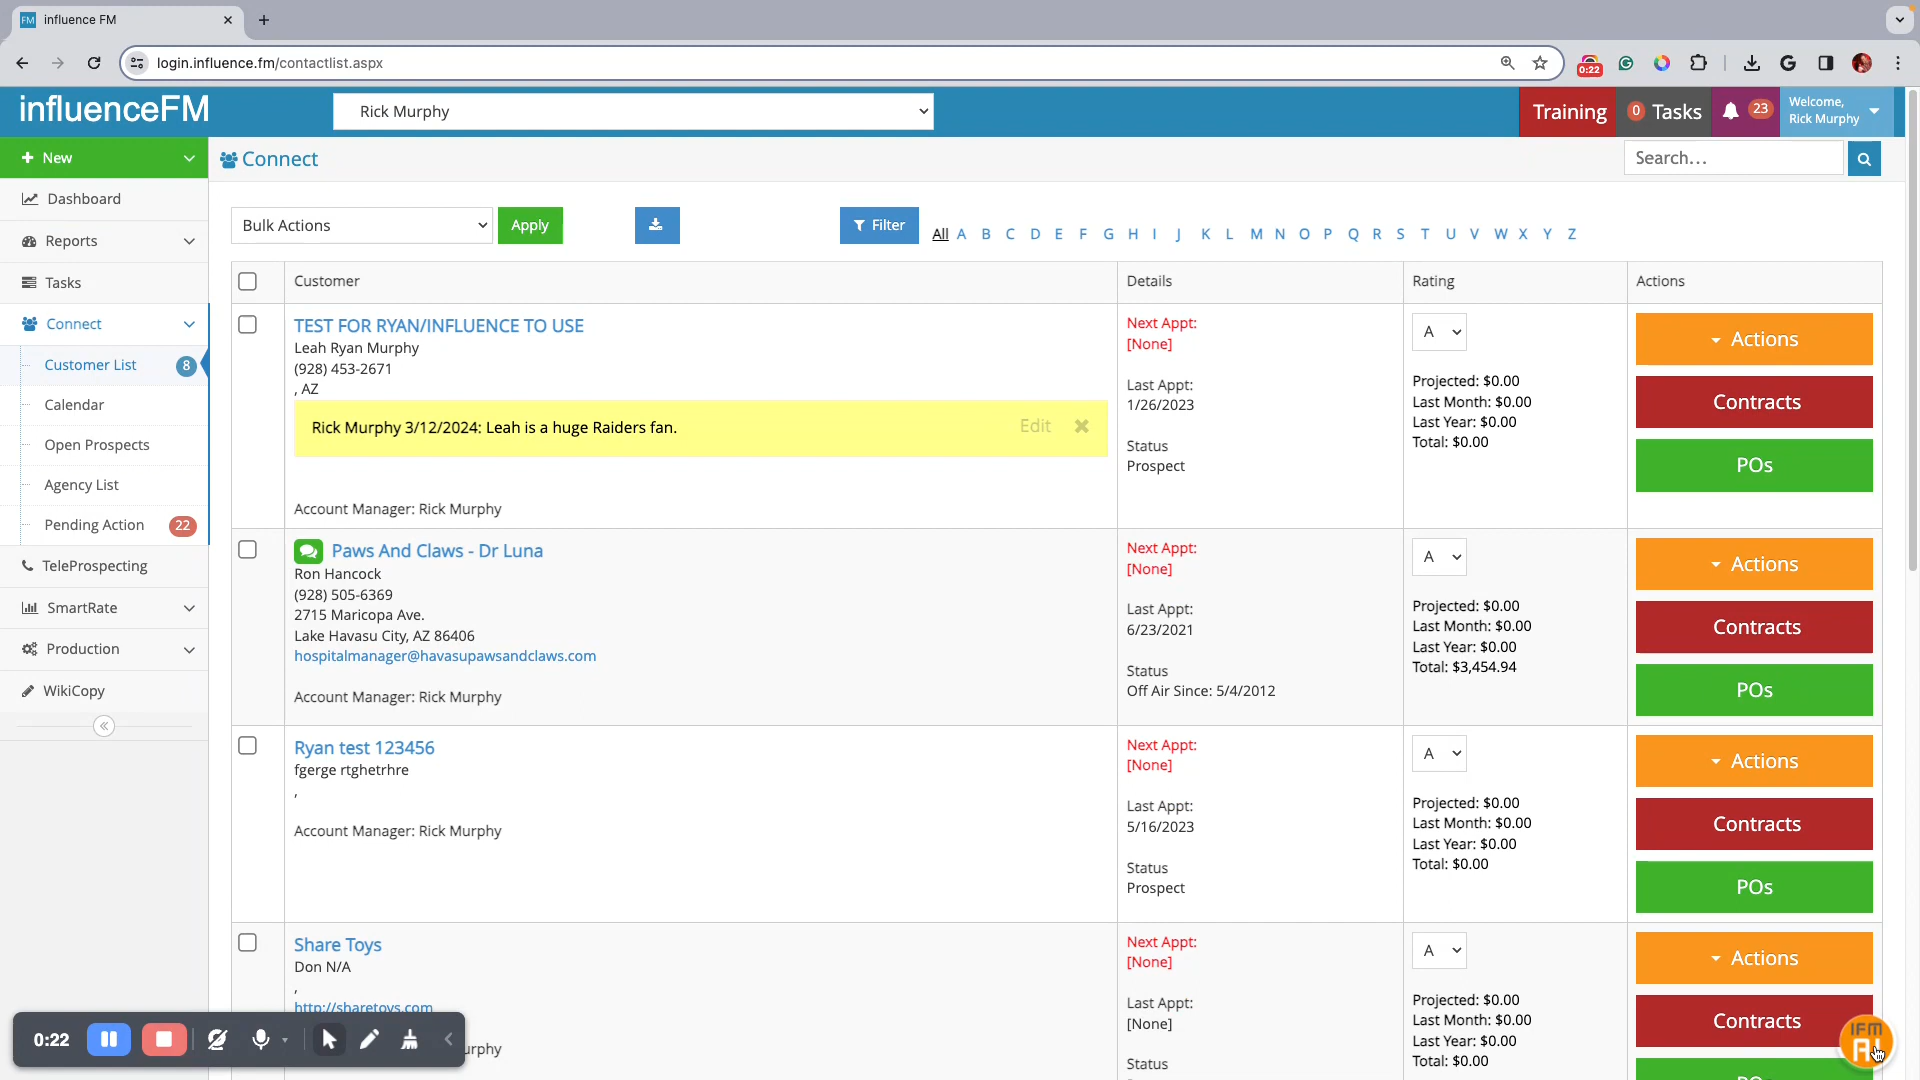 FM influence FM
login.influence.fm/contactlist.aspx
0:22
influenceFM
Rick Murphy
Training
0 Tasks
23
Welcome,
Rick Murphy
New
Connect
Search...
Dashboard
Reports
Tasks
Connect
Customer List 8
Calendar
Open Prospects
Agency List
Pending Action 22
TeleProspecting
SmartRate
Production
WikiCopy
Bulk Actions
Apply
Filter
All A B C D E F G H I J K L M N O P Q R S T U V W X Y Z
Customer Details Rating Actions
TEST FOR RYAN/INFLUENCE TO USE
Leah Ryan Murphy
(928) 453-2671
, AZ
Rick Murphy 3/12/2024: Leah is a huge Raiders fan. Edit
Account Manager: Rick Murphy
Next Appt:
[None]
Last Appt:
1/26/2023
Status
Prospect
A
Projected: $0.00
Last Month: $0.00
Last Year: $0.00
Total: $0.00
Actions
Contracts
POs
Paws And Claws - Dr Luna
Ron Hancock
(928) 505-6369
2715 Maricopa Ave.
Lake Havasu City, AZ 86406
hospitalmanager@havasupawsandclaws.com
Account Manager: Rick Murphy
Next Appt:
[None]
Last Appt:
6/23/2021
Status
Off Air Since: 5/4/2012
A
Projected: $0.00
Last Month: $0.00
Last Year: $0.00
Total: $3,454.94
Actions
Contracts
POs
Ryan test 123456
fgerge rtghetrhre
,
Account Manager: Rick Murphy
Next Appt:
[None]
Last Appt:
5/16/2023
Status
Prospect
A
Projected: $0.00
Last Month: $0.00
Last Year: $0.00
Total: $0.00
Actions
Contracts
POs
Share Toys
Don N/A
,
http://sharetoys.com
urphy
Next Appt:
[None]
Last Appt:
[None]
Status
A
Projected: $0.00
Last Month: $0.00
Last Year: $0.00
Total: $0.00
Actions
Contracts
POs
0:22
IFM
AI